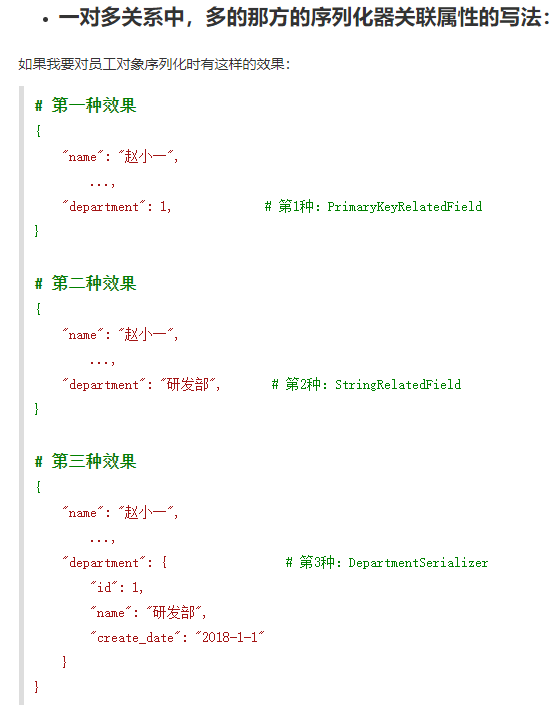 • 一对多关系中，多的那方的序列化器关联属性的写法：
如果我要对员工对象序列化时有这样的效果：
# 第一种效果
{
"name": "赵小一",
...,
"department": 1, # 第1种：PrimaryKeyRelatedField
}
# 第二种效果
{
"name": "赵小一",
...,
"department": "研发部", # 第2种：StringRelatedField
}
# 第三种效果
{
"name": "赵小一",
...,
"department": { # 第3种：DepartmentSerializer
"id": 1,
"name": "研发部",
"create_date": "2018-1-1"
}
}